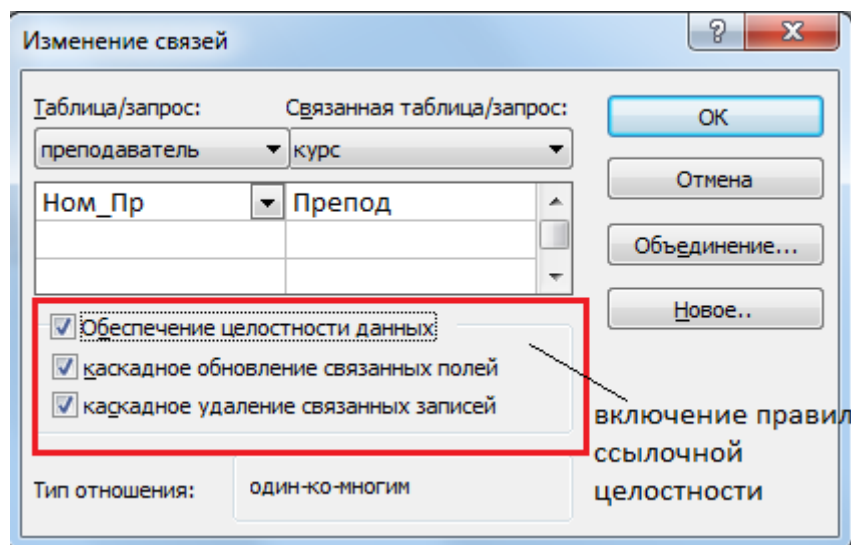 Изменение связей
Таблица/запрос: Связанная таблица/запрос:
преподаватель курс
Ном_Пр Препод
Обеспечение целостности данных
каскадное обновление связанных полей
каскадное удаление связанных записей
Тип отношения: один-ко-многим
ОК
Отмена
Объединение...
Новое..
включение правил
ссылочной
целостности